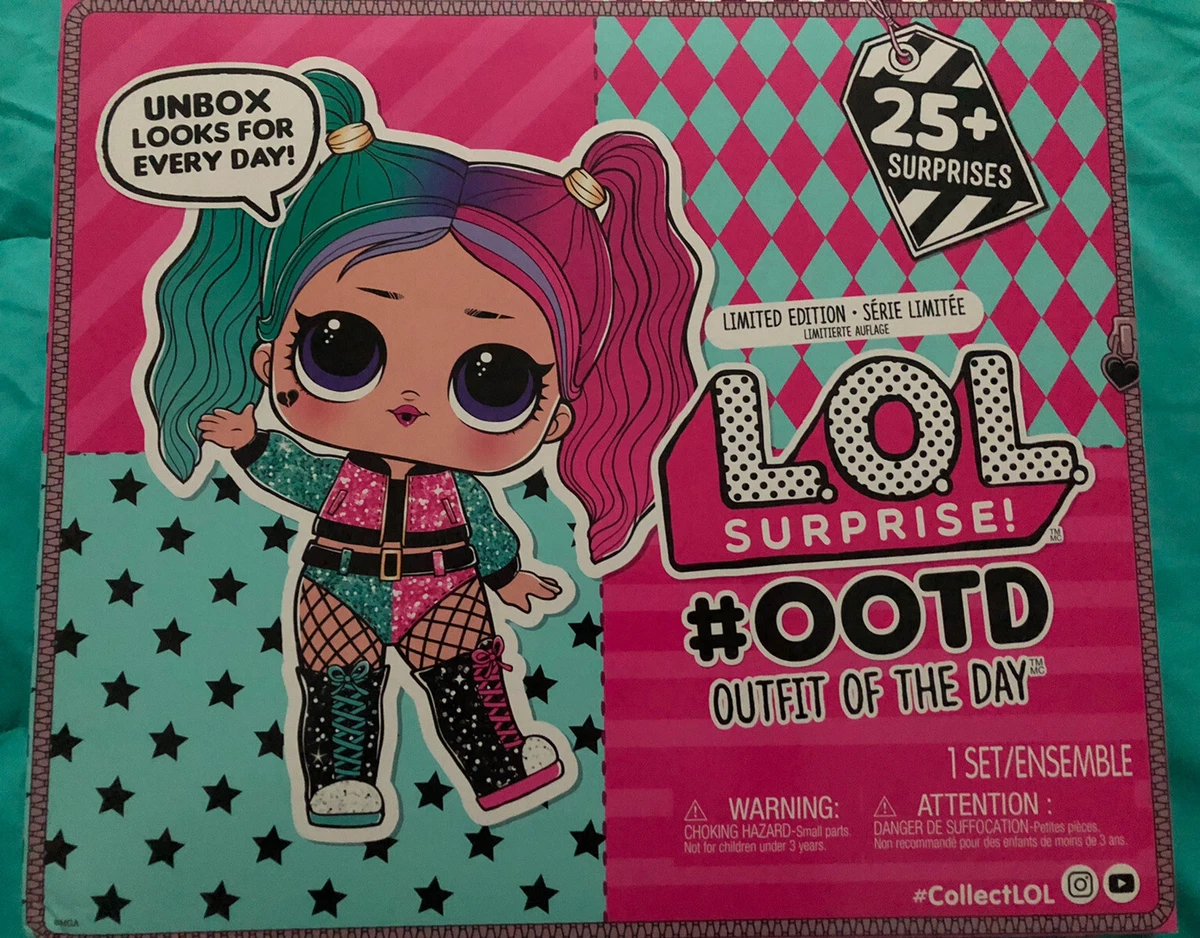 UNBOX
LOOKS FOR
EVERY DAY!
25+
SURPRISES
LIMITED EDITION • SÉRIE LIMITÉE
LIMITIERTE AUFLAGE
L.O.L.
SURPRISE!
TM
MC
#OOTD
OUTFIT OF THE DAY
TM
MC
1 SET/ENSEMBLE
WARNING:
CHOKING HAZARD-Small parts.
Not for children under 3 years.
ATTENTION :
DANGER DE SUFFOCATION-Petites pièces.
Non recommandé pour des enfants de moins de 3 ans.
#CollectLOL
©MGA